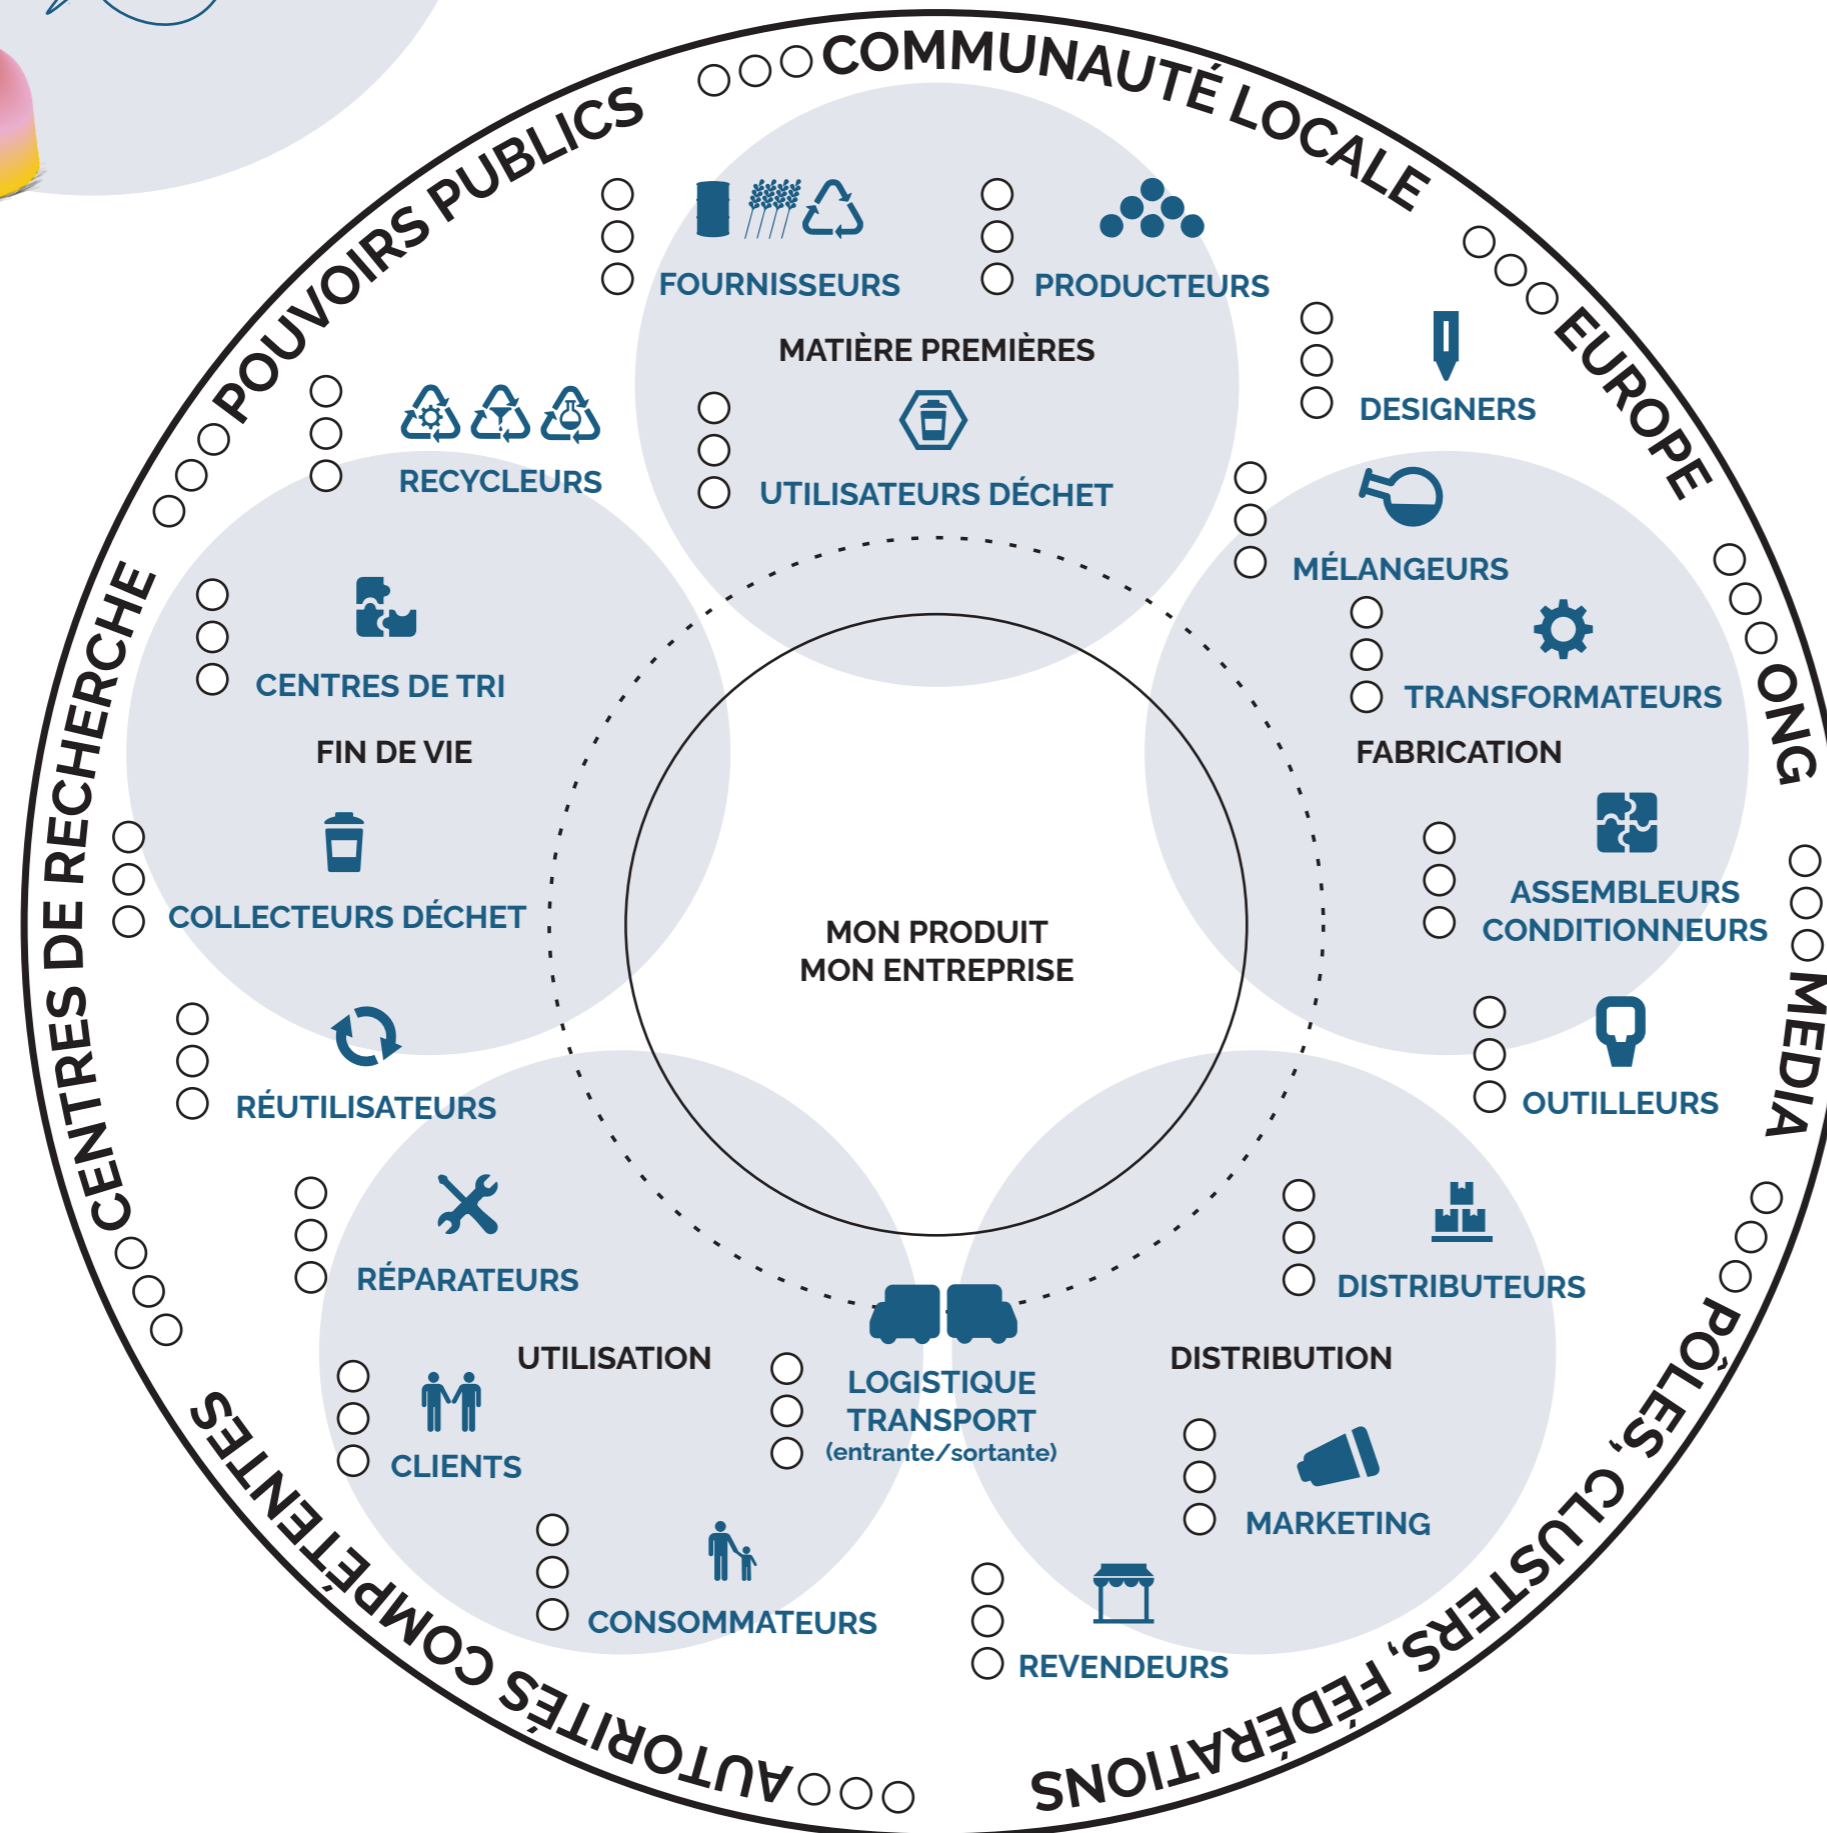 COMMUNAUTÉ LOCALE
EUROPE
ONG
MEDIA
PÔLES, CLUSTERS, FÉDÉRATIONS
AUTORITÉS COMPÉTENTES
CENTRES DE RECHERCHE
POUVOIRS PUBLICS
FOURNISSEURS
PRODUCTEURS
MATIÈRE PREMIÈRES
UTILISATEURS DÉCHET
DESIGNERS
MÉLANGEURS
TRANSFORMATEURS
FABRICATION
ASSEMBLEURS
CONDITIONNEURS
OUTILLEURS
DISTRIBUTEURS
DISTRIBUTION
MARKETING
REVENDEURS
LOGISTIQUE
TRANSPORT
(entrante/sortante)
CONSOMMATEURS
CLIENTS
UTILISATION
RÉPARATEURS
RÉUTILISATEURS
COLLECTEURS DÉCHET
FIN DE VIE
CENTRES DE TRI
RECYCLEURS
MON PRODUIT
MON ENTREPRISE